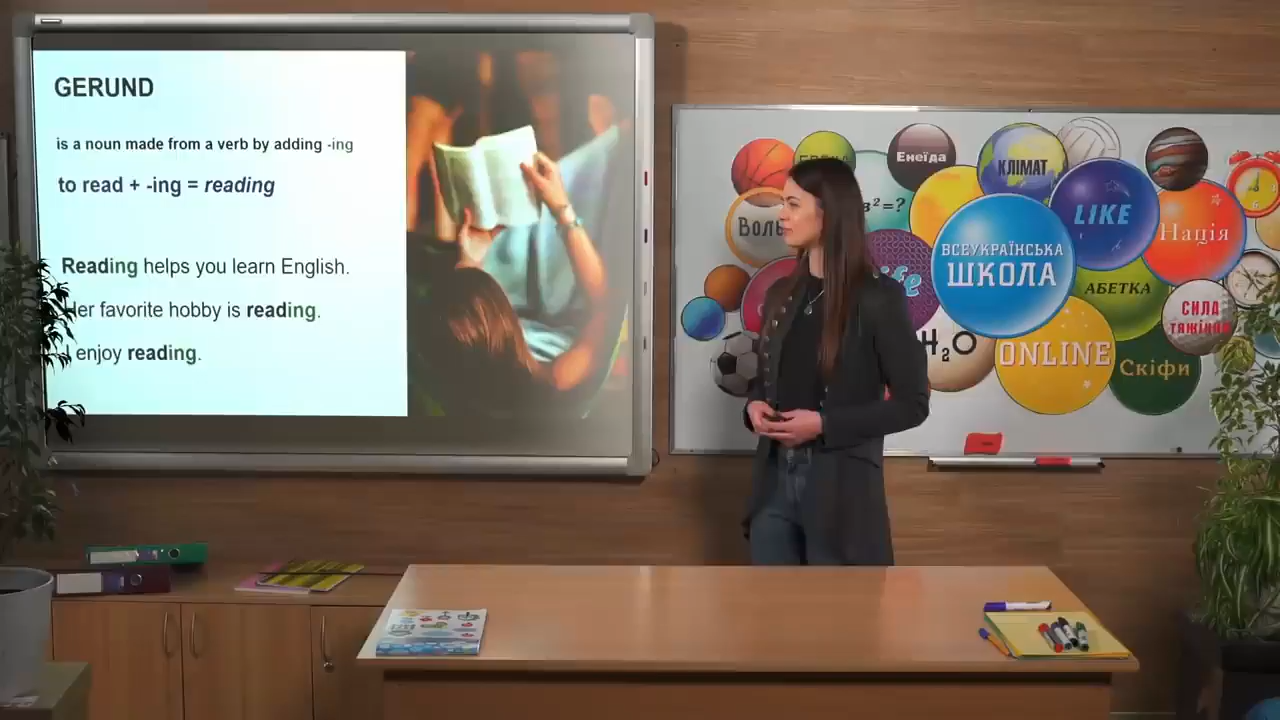 GERUND
is a noun made from a verb by adding -ing
to read + -ing = reading
Reading helps you learn English.
Her favorite hobby is reading.
enjoy reading.
Енеїда
КЛІМАТ
в²=?
LIKE
Нація
ВСЕУКРАЇНСЬКА
ШКОЛА
АБЕТКА
СИЛА
ТЯЖІННЯ
H₂O
ONLINE
Скіфи